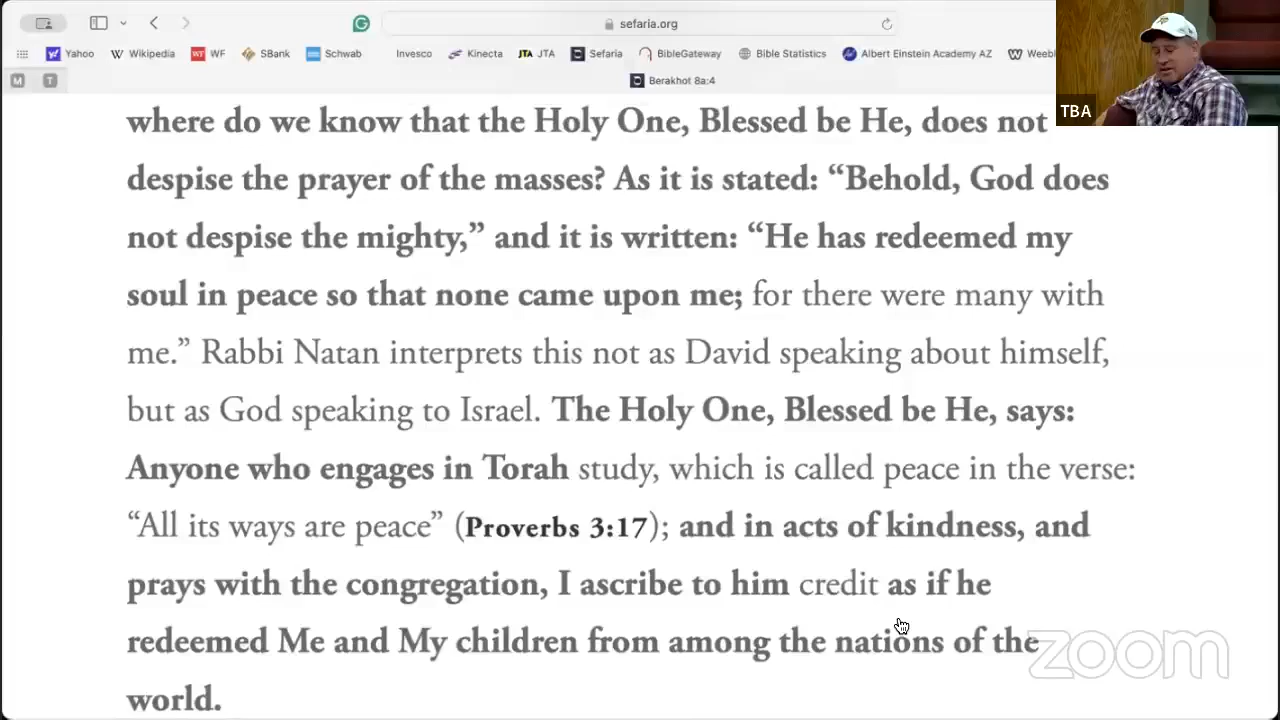 sefaria.org
Yahoo W Wikipedia WF WF SBank Schwab Invesco Kinecta JTA JTA Sefaria BibleGateway Bible Statistics Albert Einstein Academy AZ Weebl
M T Berakhot 8a:4
TBA
where do we know that the Holy One, Blessed be He, does not
despise the prayer of the masses? As it is stated: “Behold, God does
not despise the mighty,” and it is written: “He has redeemed my
soul in peace so that none came upon me; for there were many with
me.” Rabbi Natan interprets this not as David speaking about himself,
but as God speaking to Israel. The Holy One, Blessed be He, says:
Anyone who engages in Torah study, which is called peace in the verse:
“All its ways are peace” (Proverbs 3:17); and in acts of kindness, and
prays with the congregation, I ascribe to him credit as if he
redeemed Me and My children from among the nations of the
world.
zoom